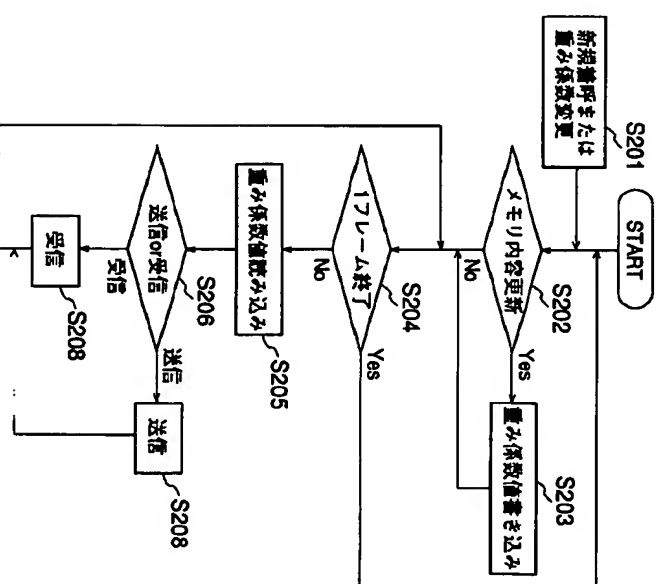 START
S201
新規着呼または
重み係数変更
S202
メモリ内容更新
Yes
No
S203
重み係数値書き込み
S204
1フレーム終了
Yes
No
S205
重み係数値読み込み
S206
送信or受信
送信
受信
S208
送信
S208
受信